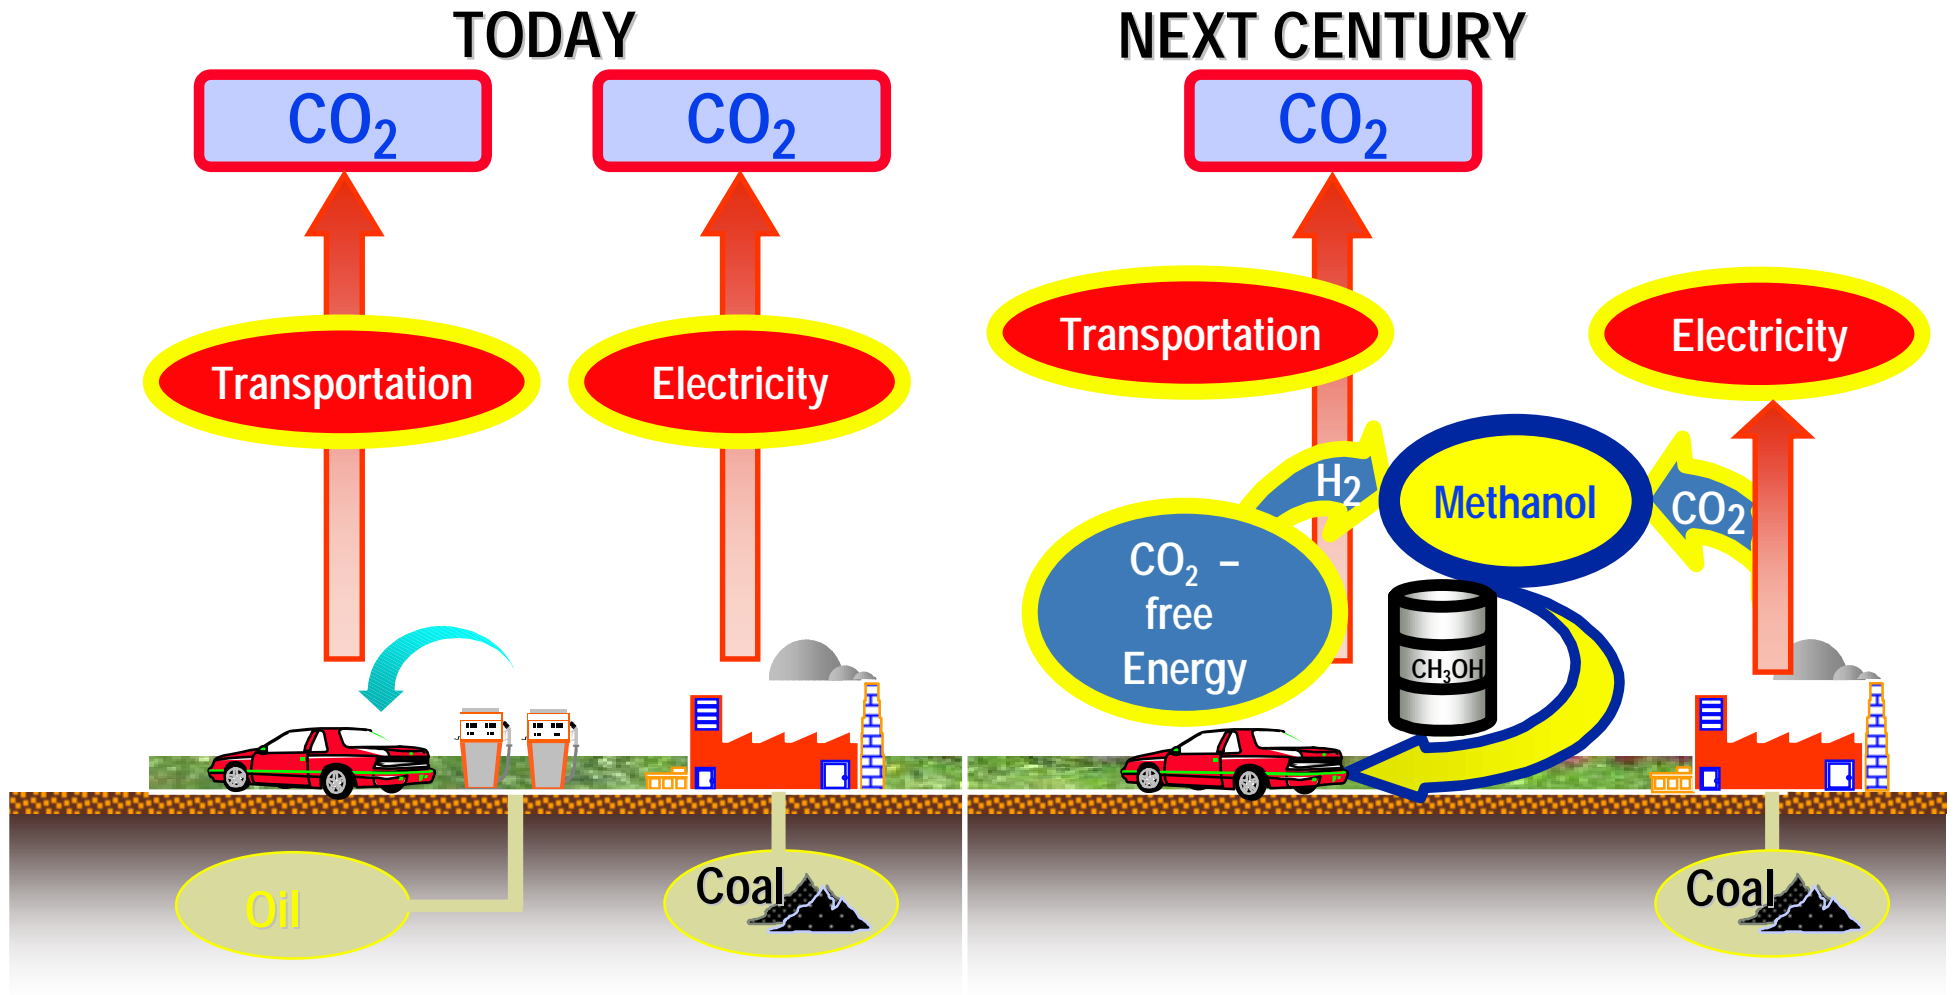 TODAY
CO₂
CO₂
Transportation
Electricity
Oil
Coal
NEXT CENTURY
CO₂
Transportation
Electricity
H₂
Methanol
CO₂
CO₂ –
free
Energy
CH₃OH
Coal